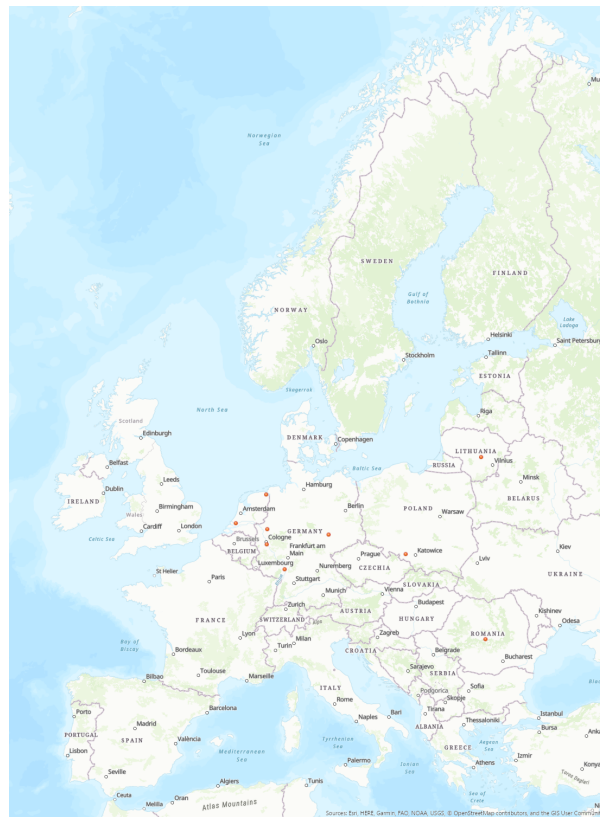 Mu
Norwegian
Sea
SWEDEN
FINLAND
Gulf of
Bothnia
NORWAY
Lake
Ladoga
Helsinki
Saint Petersburg
Oslo
Stockholm
Tallinn
ESTONIA
Skagerrak
North Sea
Riga
Scotland
Edinburgh
DENMARK
Copenhagen
LITHUANIA
Vilnius
Baltic Sea
RUSSIA
Belfast
Leeds
Minsk
Hamburg
BELARUS
Dublin
IRELAND
Birmingham
Amsterdam
Berlin
POLAND
Warsaw
Wales
Cardiff
London
GERMANY
Celtic Sea
Brussels
Cologne
BELGIUM
Frankfurt am
Main
Prague
Katowice
Kiev
Luxembourg
CZECHIA
Lviv
St Helier
Nuremberg
UKRAINE
Paris
Stuttgart
SLOVAKIA
Munich
Vienna
Budapest
Zurich
AUSTRIA
Kishinev
FRANCE
SWITZERLAND
HUNGARY
Odesa
Lyon
Milan
Zagreb
ROMANIA
Bay of
Biscay
Turin
CROATIA
Belgrade
Bucharest
Bordeaux
Sarajevo
SERBIA
Toulouse
Marseille
Bilbao
ITALY
Podgorica
Sofia
Rome
Skopje
Porto
Barcelona
Naples
Bari
Tirana
Istanbul
Madrid
ALBANIA
Thessaloniki
Bursa
Ank
PORTUGAL
SPAIN
València
Tyrrhenian
Sea
Aegean
Sea
Lisbon
Mediterranean
Sea
GREECE
Izmir
Palermo
Ionian
Sea
Athens
Konya
Seville
Algiers
Tunis
Taurus Dağları
Ceuta
Oran
Melilla
Atlas Mountains
Sea of
Crete
Sources: Esri, HERE, Garmin, FAO, NOAA, USGS, © OpenStreetMap contributors, and the GIS User Community